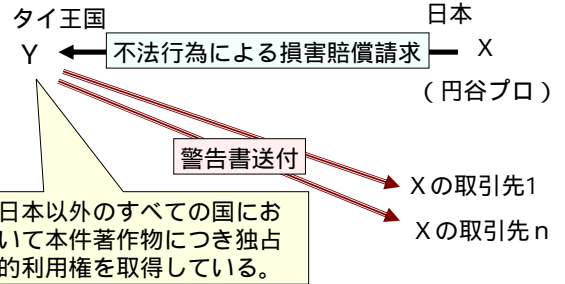 タイ王国
日本
Y
不法行為による損害賠償請求
X
(円谷プロ)
警告書送付
Xの取引先1
Xの取引先n
日本以外のすべての国にお
いて本件著作物につき独占
的利用権を取得している。